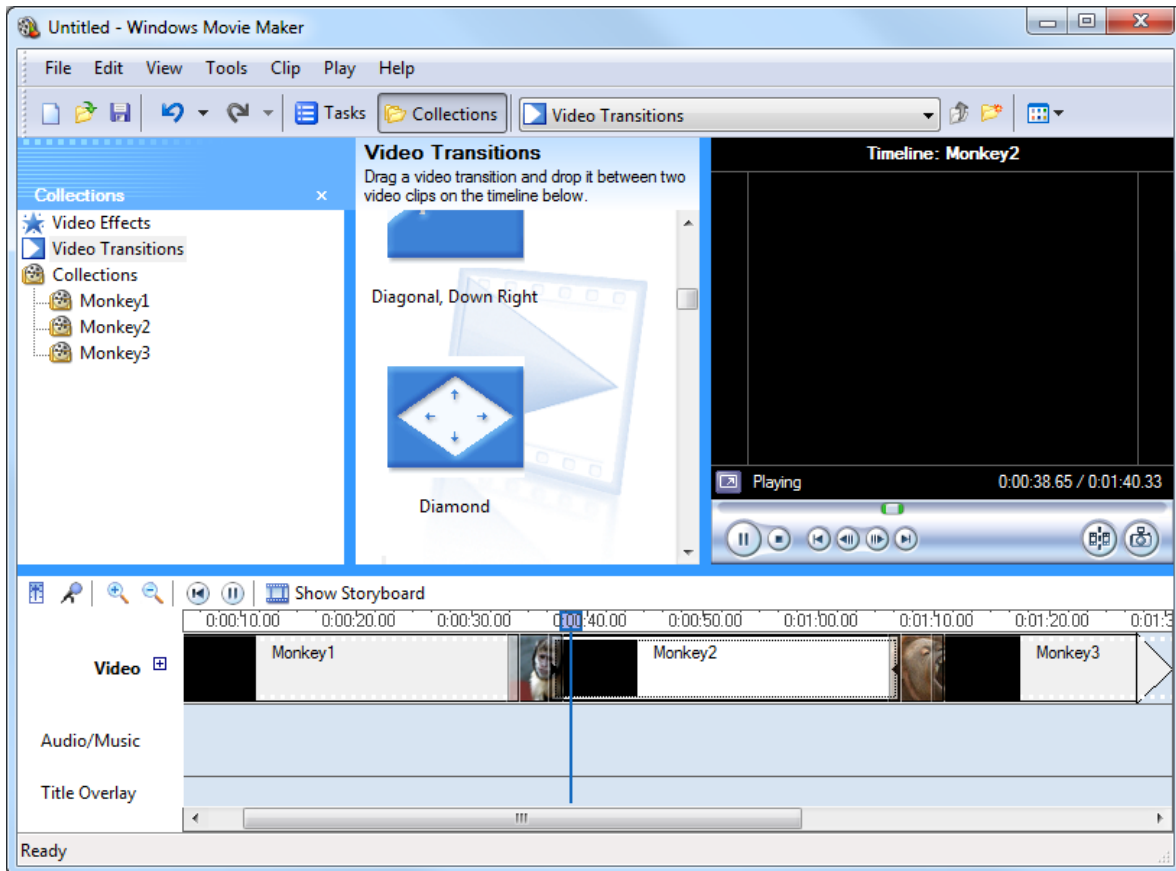 Untitled - Windows Movie Maker
File Edit View Tools Clip Play Help
Tasks Collections Video Transitions
Collections
Video Effects
Video Transitions
Collections
Monkey1
Monkey2
Monkey3
Video Transitions
Drag a video transition and drop it between two
video clips on the timeline below.
Diagonal, Down Right
Diamond
Timeline: Monkey2
Playing 0:00:38.65 / 0:01:40.33
Show Storyboard
0:00:10.00 0:00:20.00 0:00:30.00 0:00:40.00 0:00:50.00 0:01:00.00 0:01:10.00 0:01:20.00
Video Monkey1 Monkey2 Monkey3
Audio/Music
Title Overlay
Ready